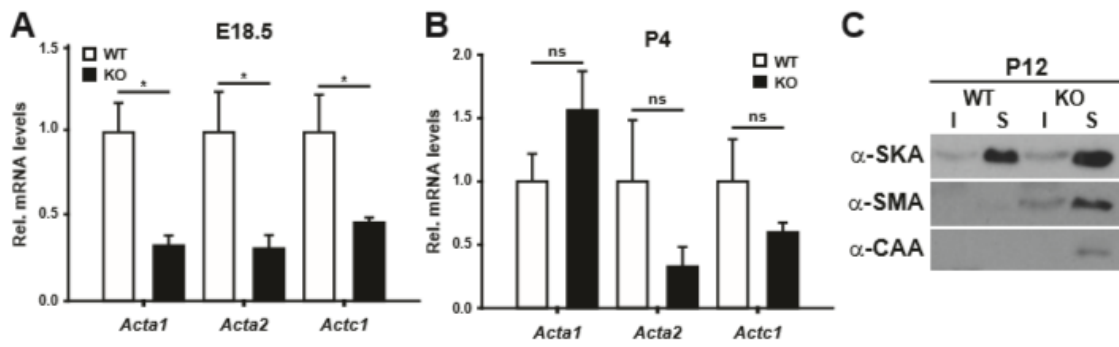 A
E18.5
1.5
1.0
0.5
0.0
Rel. mRNA levels
WT
KO
*
*
*
Acta1
Acta2
Actc1
B
P4
2.0
1.5
1.0
0.5
0.0
Rel. mRNA levels
ns
ns
ns
WT
KO
Acta1
Acta2
Actc1
C
P12
WT KO
I S I S
α-SKA
α-SMA
α-CAA